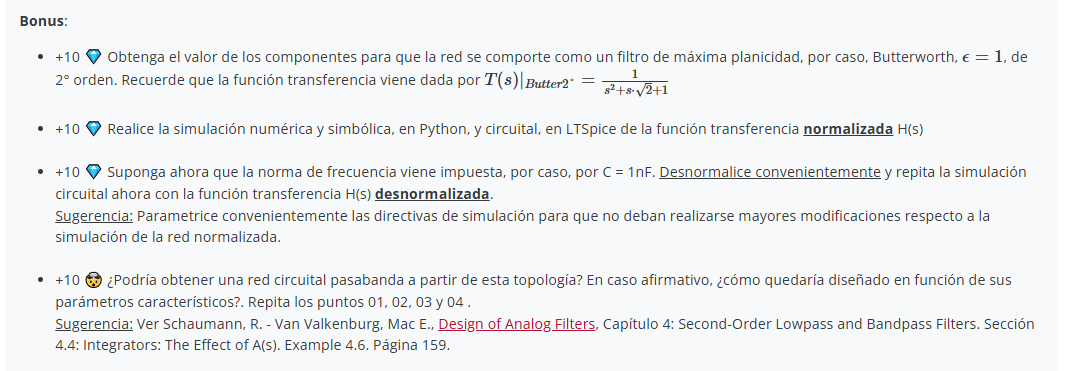 Bonus:
+10 💎 Obtenga el valor de los componentes para que la red se comporte como un filtro de máxima planicidad, por caso, Butterworth, ϵ = 1, de
2° orden. Recuerde que la función transferencia viene dada por T(s)|Butter2° = 1/(s²+s·√2+1)
+10 💎 Realice la simulación numérica y simbólica, en Python, y circuital, en LTSpice de la función transferencia normalizada H(s)
+10 💎 Suponga ahora que la norma de frecuencia viene impuesta, por caso, por C = 1nF. Desnormalice convenientemente y repita la simulación
circuital ahora con la función transferencia H(s) desnormalizada.
Sugerencia: Parametrice convenientemente las directivas de simulación para que no deban realizarse mayores modificaciones respecto a la
simulación de la red normalizada.
+10 🤯 ¿Podría obtener una red circuital pasabanda a partir de esta topología? En caso afirmativo, ¿cómo quedaría diseñado en función de sus
parámetros característicos?. Repita los puntos 01, 02, 03 y 04 .
Sugerencia: Ver Schaumann, R. - Van Valkenburg, Mac E., Design of Analog Filters, Capítulo 4: Second-Order Lowpass and Bandpass Filters. Sección
4.4: Integrators: The Effect of A(s). Example 4.6. Página 159.